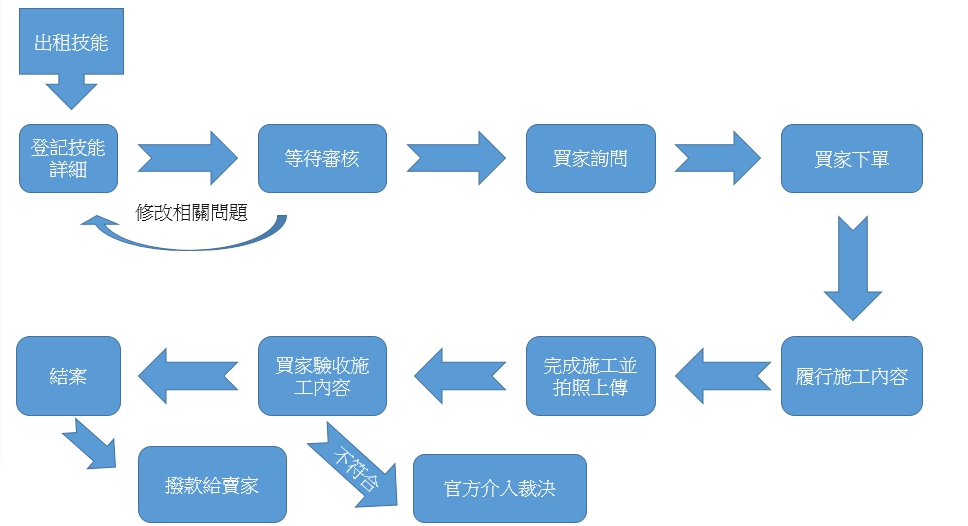 出租技能
登記技能
詳細
等待審核
買家詢問
買家下單
修改相關問題
履行施工內容
完成施工並
拍照上傳
買家驗收施
工內容
結案
不符合
撥款給賣家
官方介入裁決